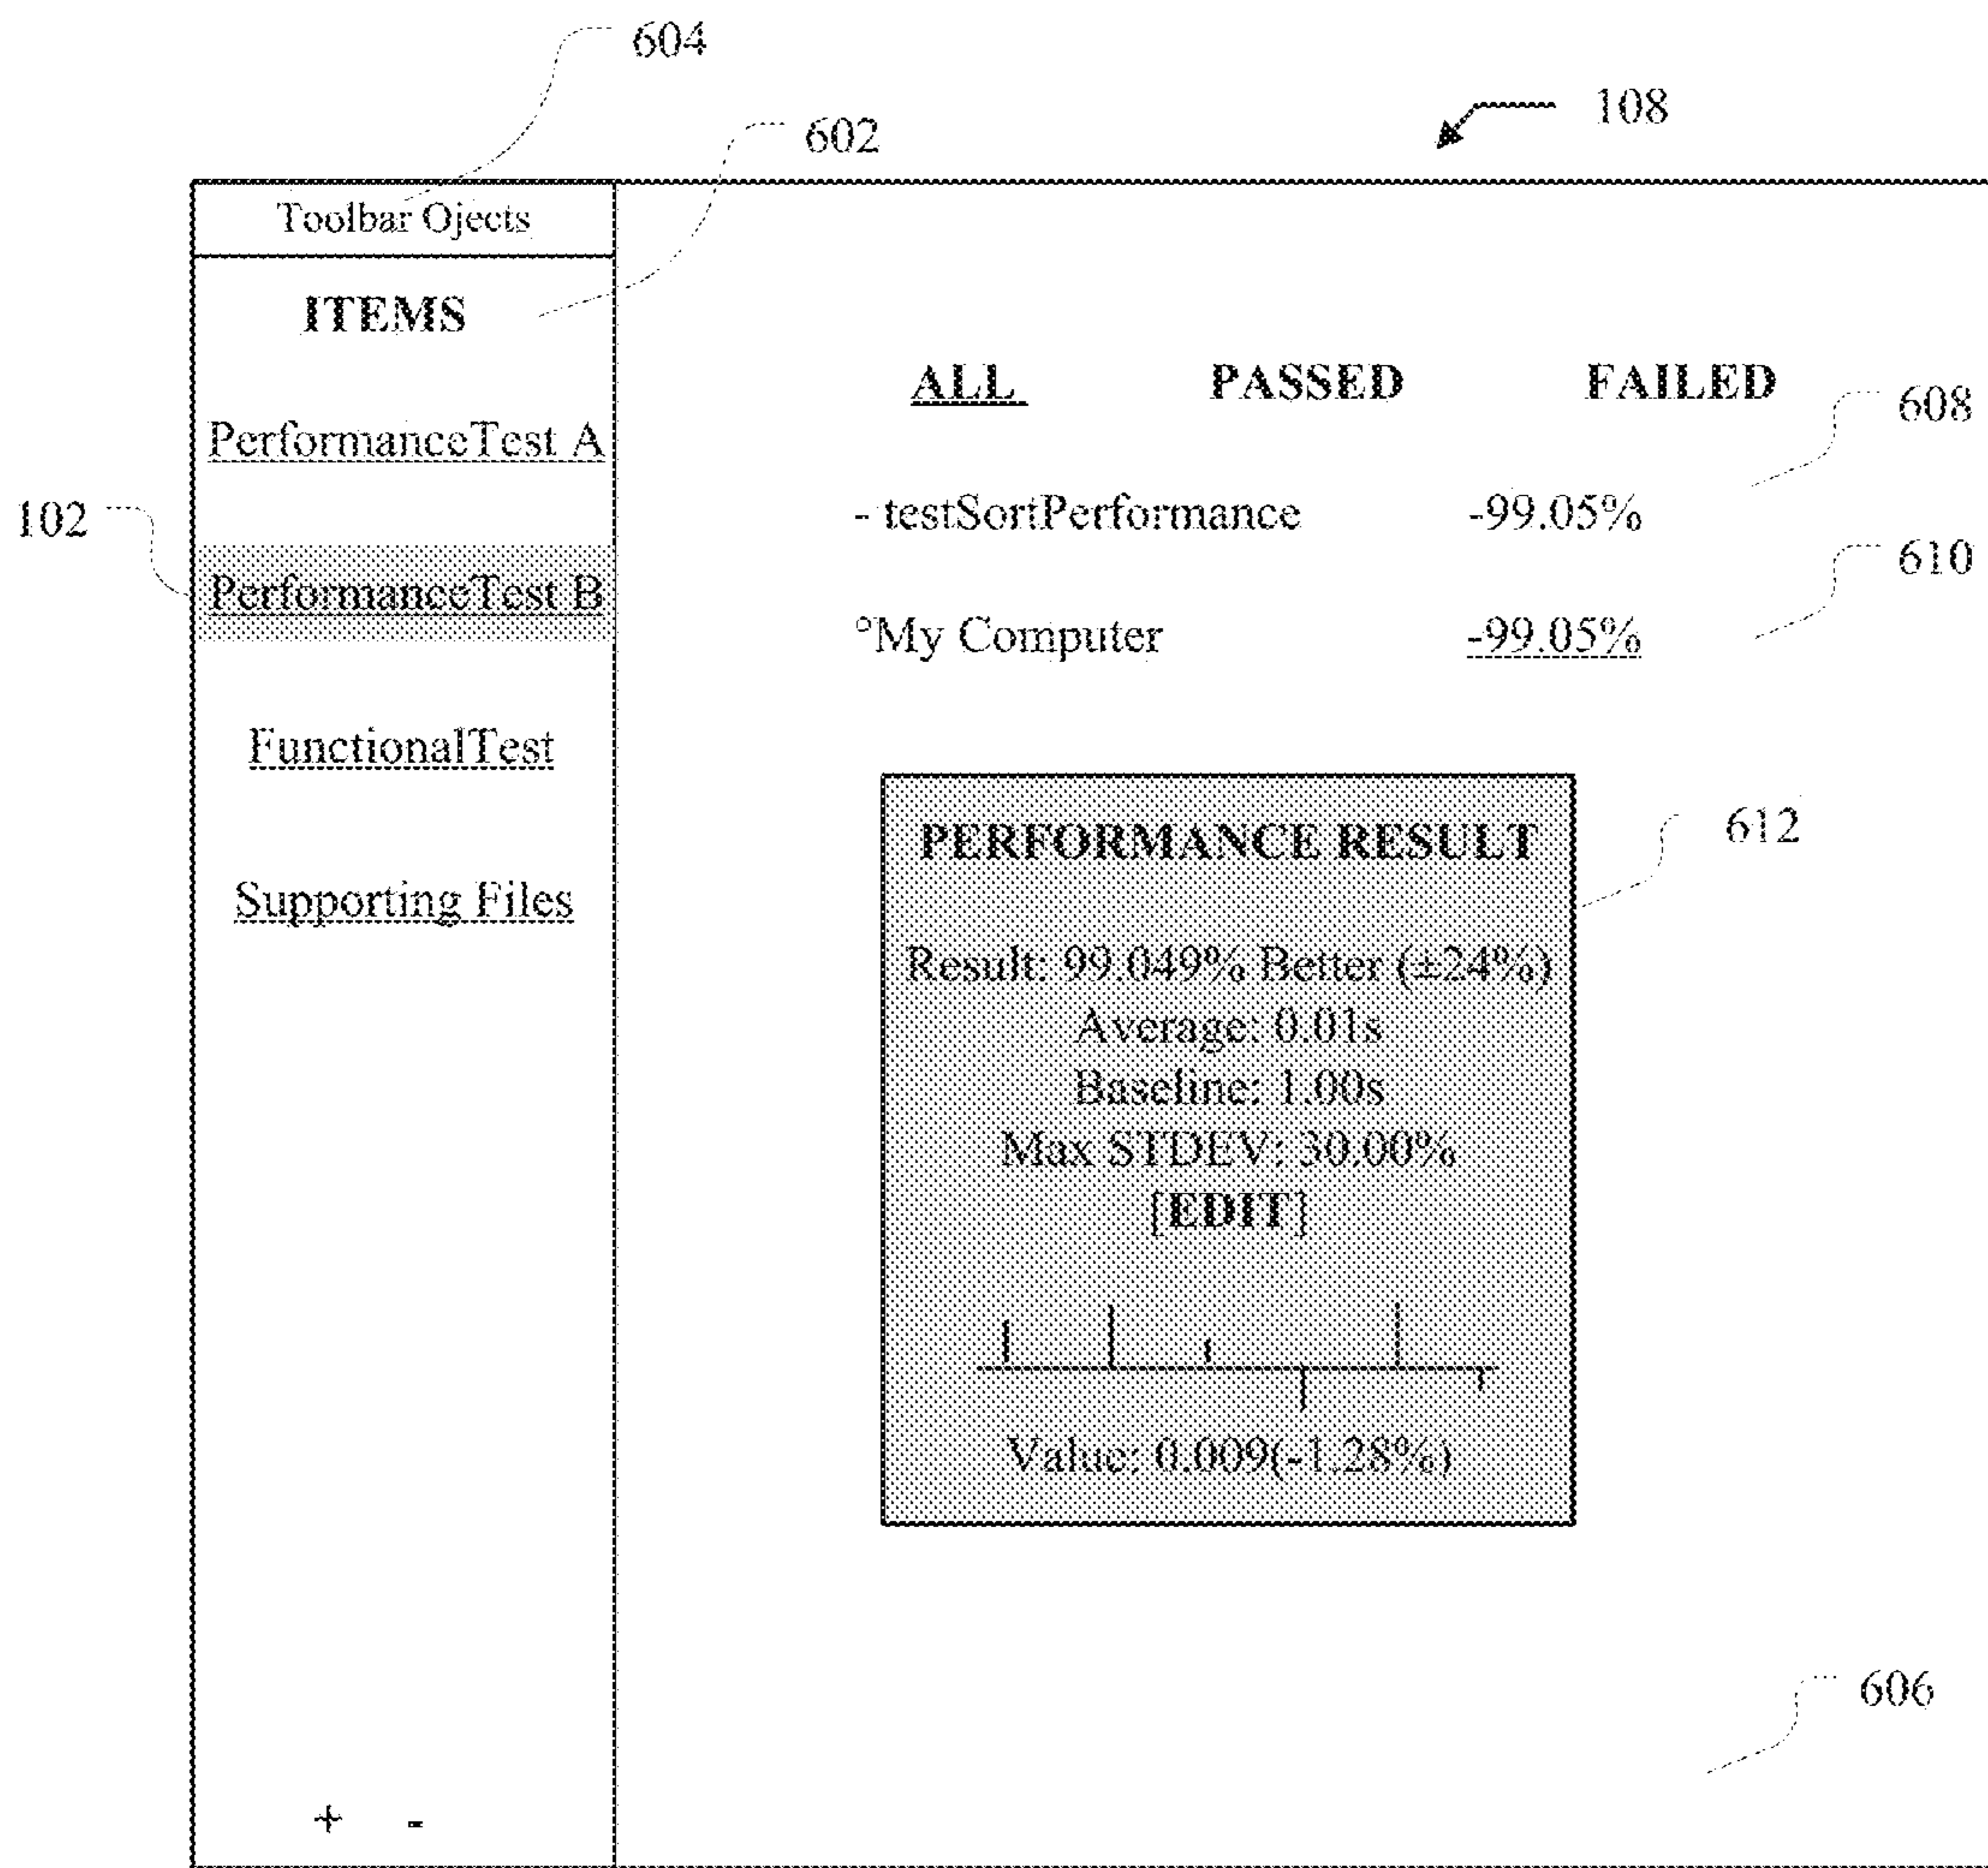 604
602
108
Toolbar Ojects
ITEMS
PerformanceTest A
102
PerformanceTest B
FunctionalTest
Supporting Files
+ -
ALL PASSED FAILED
608
- testSortPerformance -99.05%
610
°My Computer -99.05%
612
PERFORMANCE RESULT
Result: 99.049% Better (±24%)
Average: 0.01s
Baseline: 1.00s
Max STDEV: 30.00%
[EDIT]
Value: 0.009(-1.28%)
606